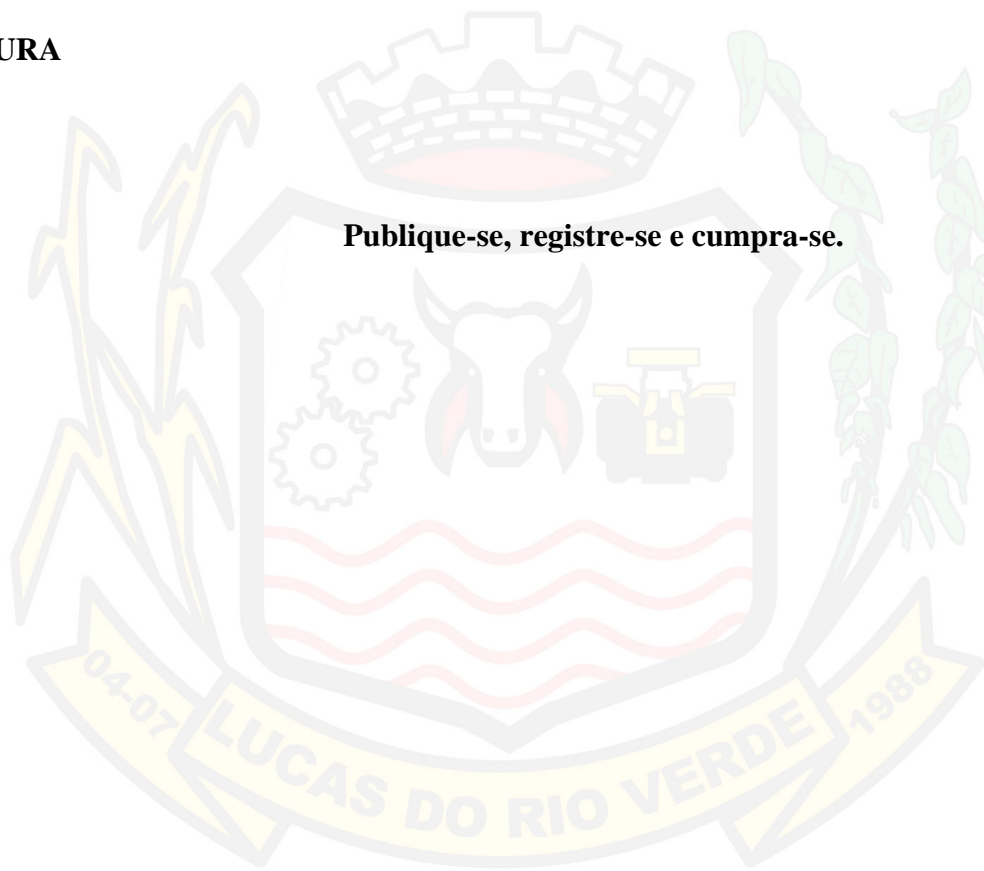 URA
Publique-se, registre-se e cumpra-se.
04-07
LUCAS DO RIO VERDE
1988